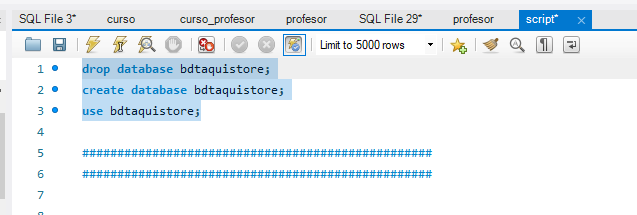 SQL File 3* curso curso_profesor profesor SQL File 29* profesor script*
Limit to 5000 rows
1 drop database bdtaquistore;
2 create database bdtaquistore;
3 use bdtaquistore;
4
5 ##################################################
6 ##################################################
7